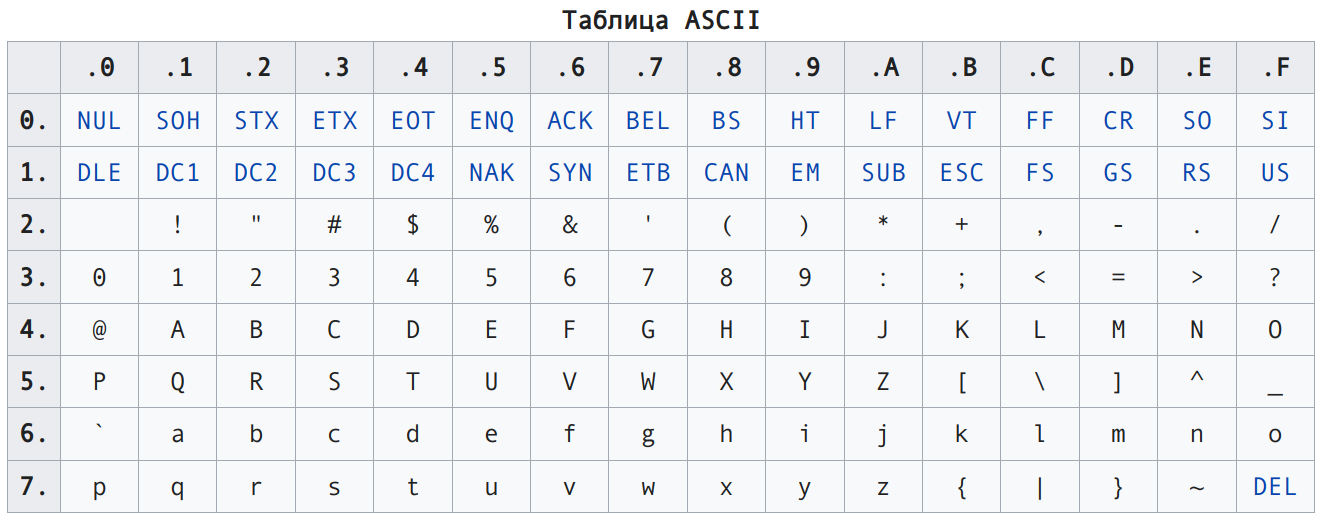 Таблица ASCII
.0 .1 .2 .3 .4 .5 .6 .7 .8 .9 .A .B .C .D .E .F
0. NUL SOH STX ETX EOT ENQ ACK BEL BS HT LF VT FF CR SO SI
1. DLE DC1 DC2 DC3 DC4 NAK SYN ETB CAN EM SUB ESC FS GS RS US
2. ! " # $ % & ' ( ) * + , - . /
3. 0 1 2 3 4 5 6 7 8 9 : ; < = > ?
4. @ A B C D E F G H I J K L M N O
5. P Q R S T U V W X Y Z [ \ ] ^ _
6. ` a b c d e f g h i j k l m n o
7. p q r s t u v w x y z { | } ~ DEL